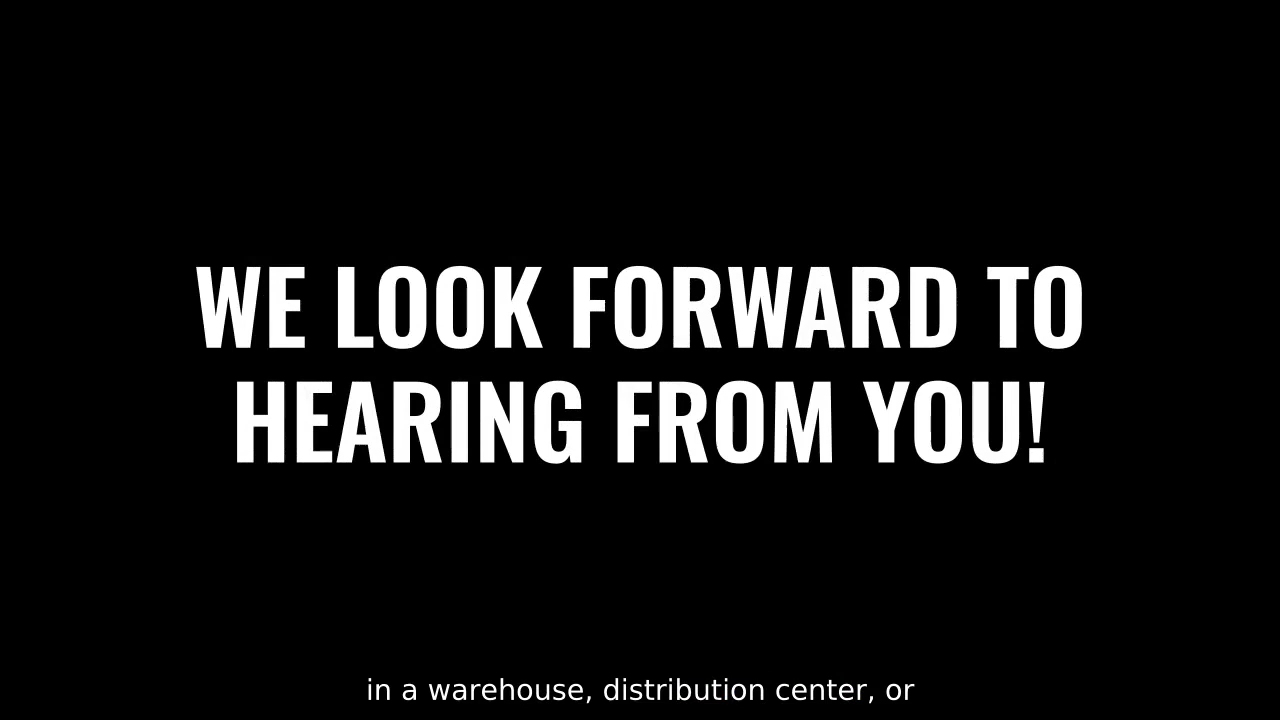 WE LOOK FORWARD TO
HEARING FROM YOU!
in a warehouse, distribution center, or